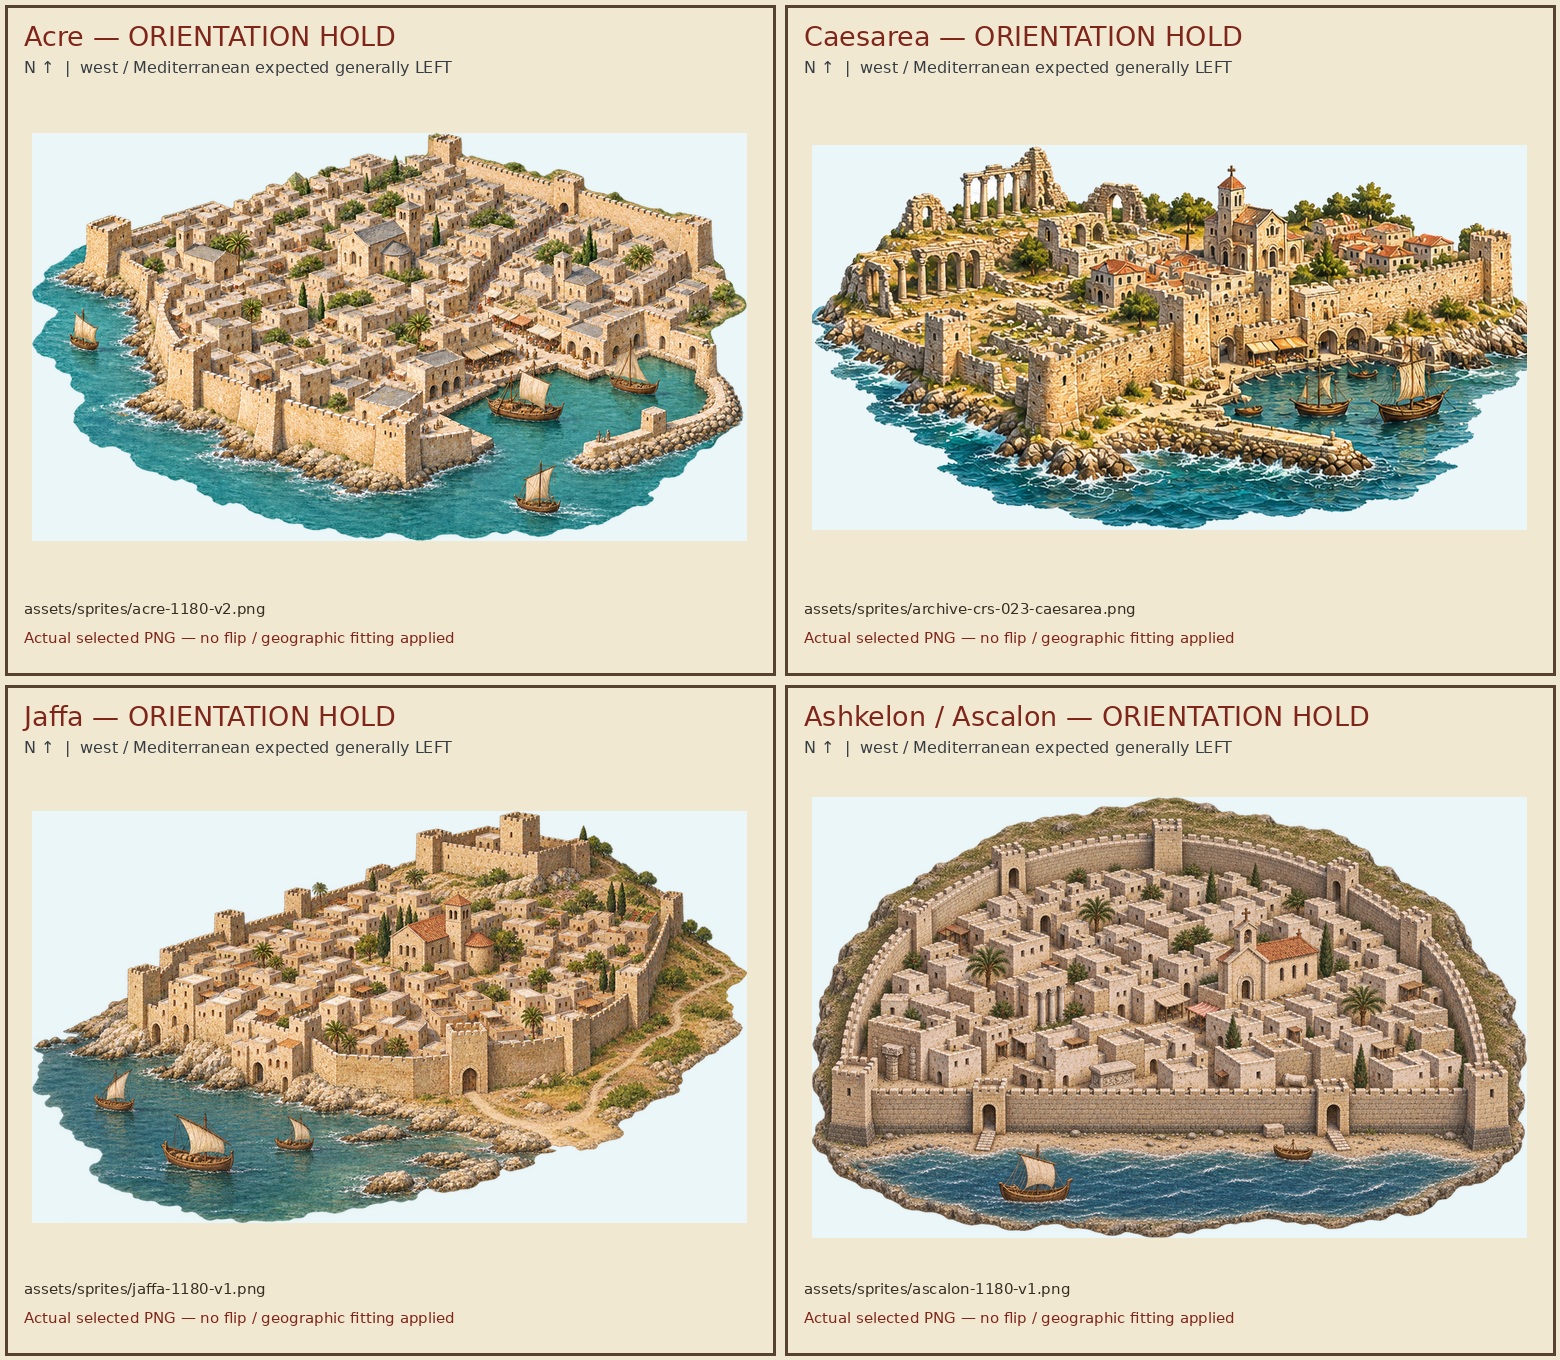 Acre — ORIENTATION HOLD
N ↑ | west / Mediterranean expected generally LEFT
assets/sprites/acre-1180-v2.png
Actual selected PNG — no flip / geographic fitting applied
Caesarea — ORIENTATION HOLD
N ↑ | west / Mediterranean expected generally LEFT
assets/sprites/archive-crs-023-caesarea.png
Actual selected PNG — no flip / geographic fitting applied
Jaffa — ORIENTATION HOLD
N ↑ | west / Mediterranean expected generally LEFT
assets/sprites/jaffa-1180-v1.png
Actual selected PNG — no flip / geographic fitting applied
Ashkelon / Ascalon — ORIENTATION HOLD
N ↑ | west / Mediterranean expected generally LEFT
assets/sprites/ascalon-1180-v1.png
Actual selected PNG — no flip / geographic fitting applied